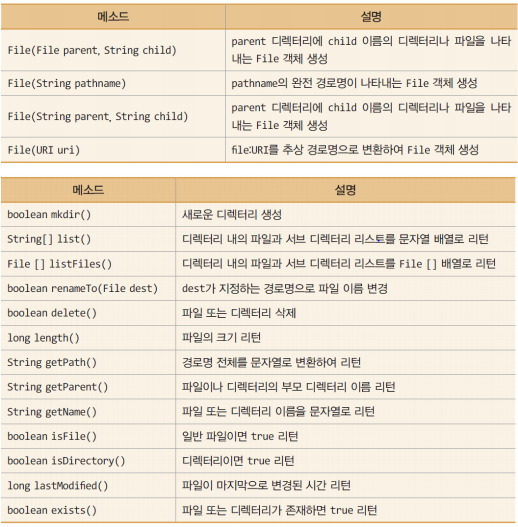 메소드 설명
File(File parent, String child) parent 디렉터리에 child 이름의 디렉터리나 파일을 나타
내는 File 객체 생성
File(String pathname) pathname의 완전 경로명이 나타내는 File 객체 생성
File(String parent, String child) parent 디렉터리에 child 이름의 디렉터리나 파일을 나타
내는 File 객체 생성
File(URI uri) file:URI를 추상 경로명으로 변환하여 File 객체 생성
메소드 설명
boolean mkdir() 새로운 디렉터리 생성
String[] list() 디렉터리 내의 파일과 서브 디렉터리 리스트를 문자열 배열로 리턴
File [] listFiles() 디렉터리 내의 파일과 서브 디렉터리 리스트를 File [] 배열로 리턴
boolean renameTo(File dest) dest가 지정하는 경로명으로 파일 이름 변경
boolean delete() 파일 또는 디렉터리 삭제
long length() 파일의 크기 리턴
String getPath() 경로명 전체를 문자열로 변환하여 리턴
String getParent() 파일이나 디렉터리의 부모 디렉터리 이름 리턴
String getName() 파일 또는 디렉터리 이름을 문자열로 리턴
boolean isFile() 일반 파일이면 true 리턴
boolean isDirectory() 디렉터리이면 true 리턴
long lastModified() 파일이 마지막으로 변경된 시간 리턴
boolean exists() 파일 또는 디렉터리가 존재하면 true 리턴